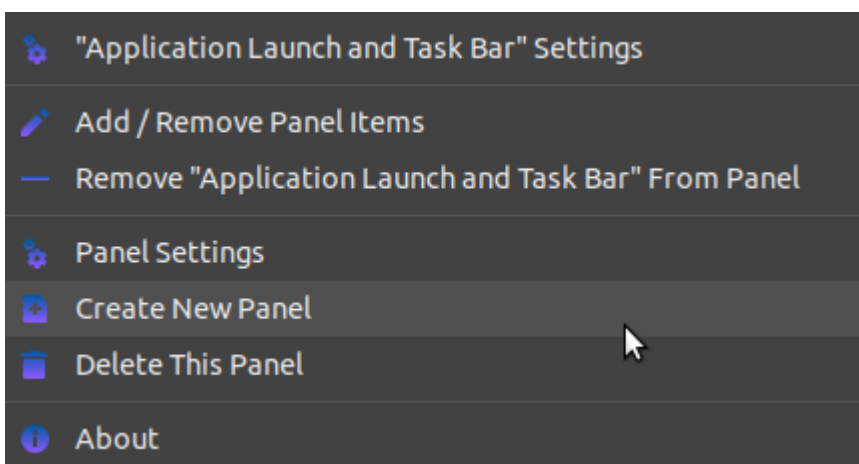 "Application Launch and Task Bar" Settings
Add / Remove Panel Items
Remove "Application Launch and Task Bar" From Panel
Panel Settings
Create New Panel
Delete This Panel
About